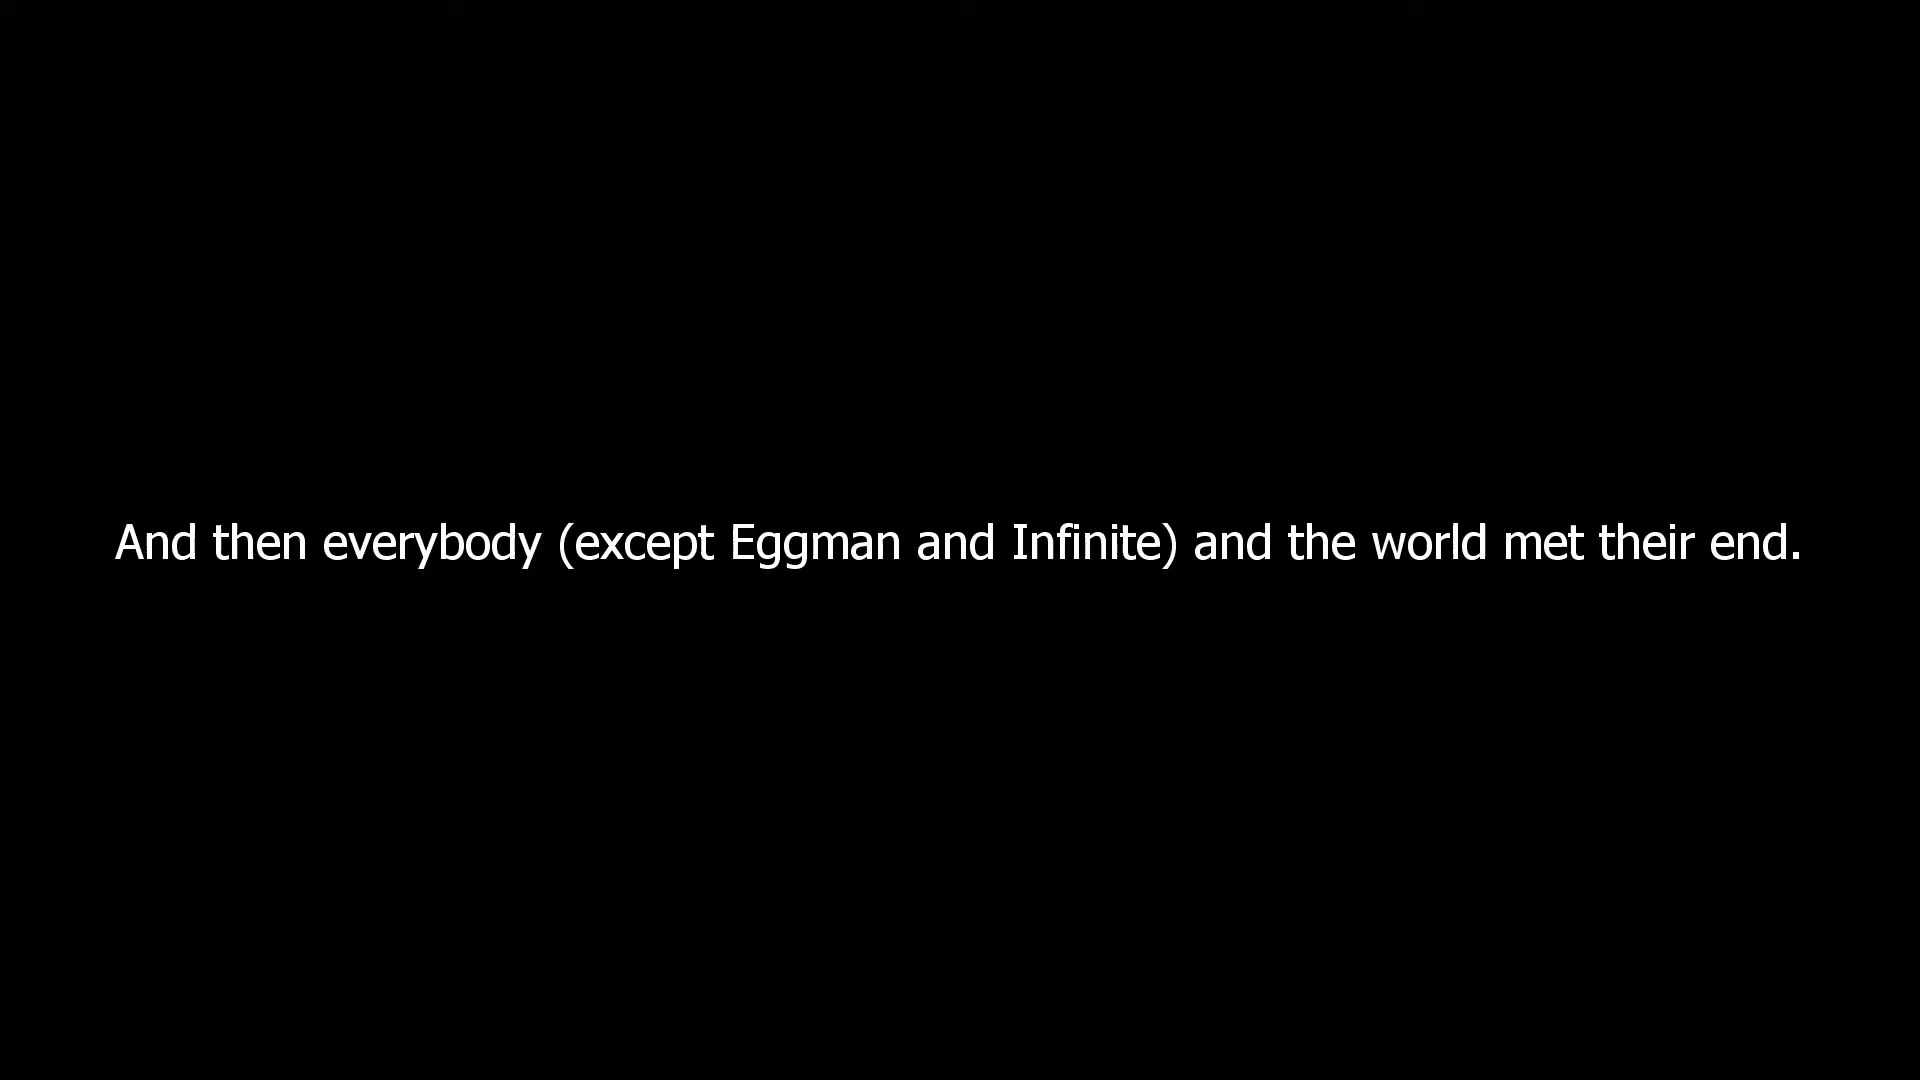 And then everybody (except Eggman and Infinite) and the world met their end.